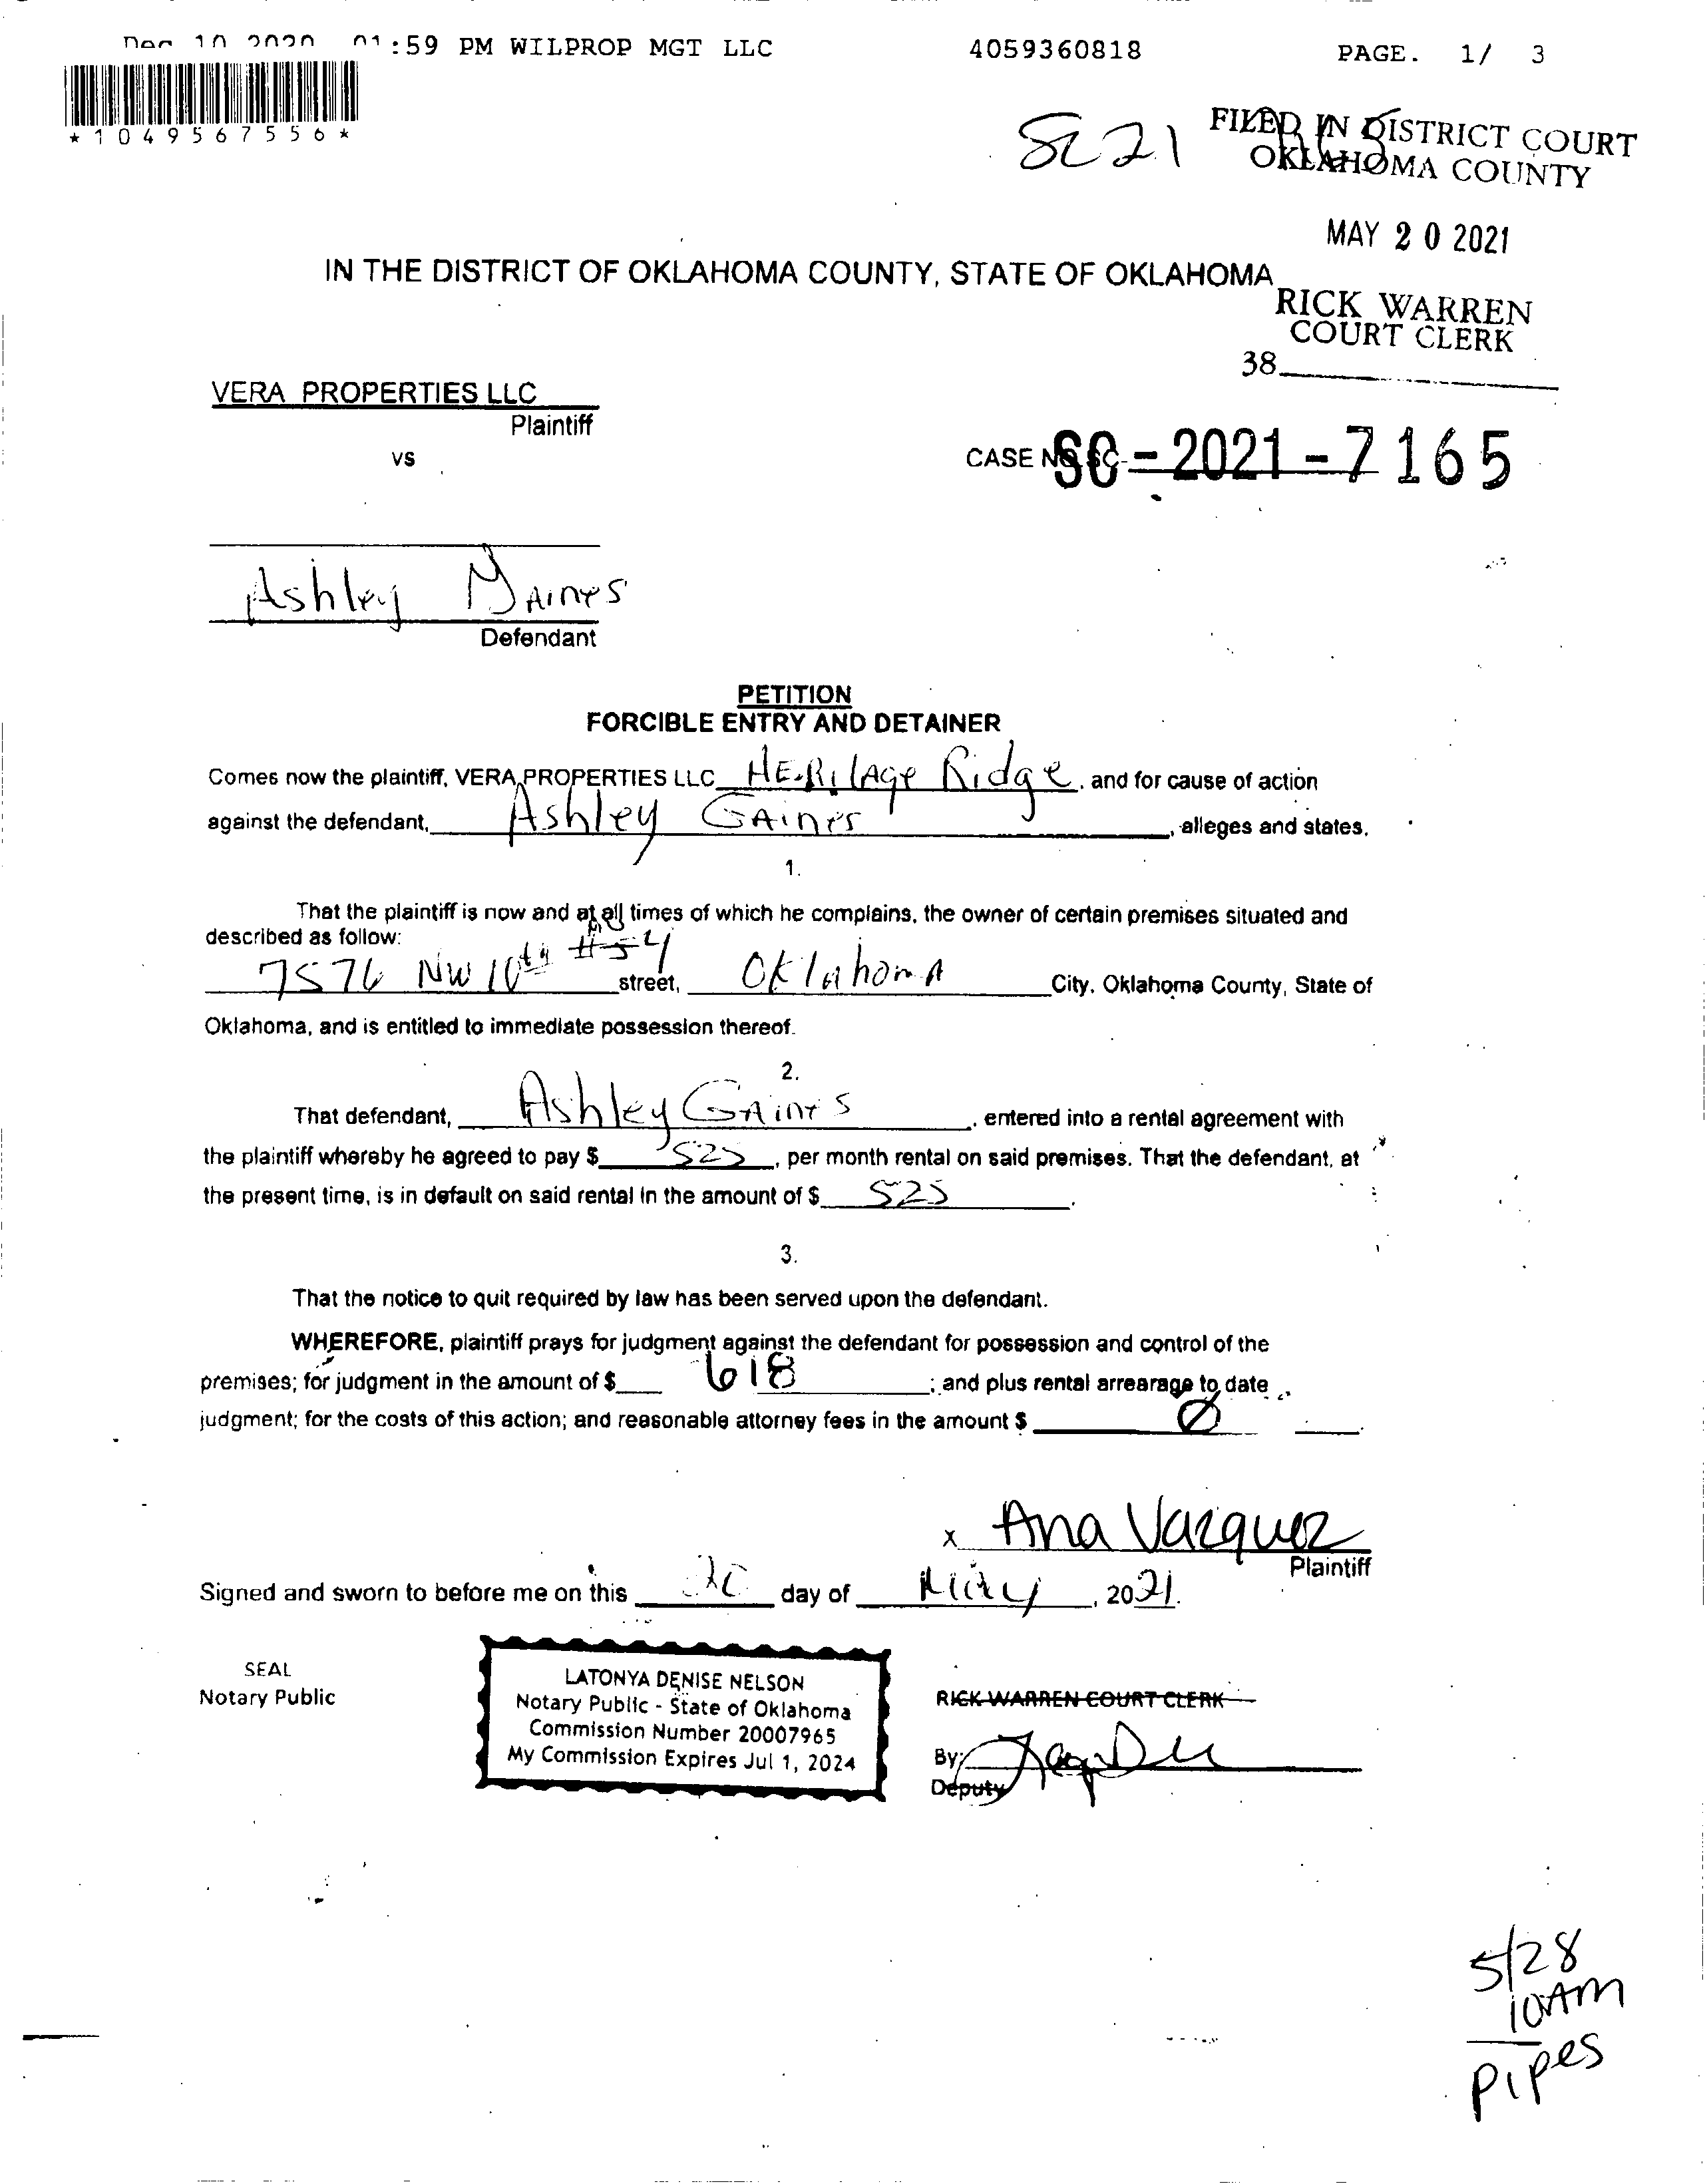 Dec 10 2020 01:59 PM WILPROP MGT LLC 4059360818 PAGE. 1/ 3
*1049567556*
SC21
FILED IN DISTRICT COURT
OKLAHOMA COUNTY
MAY 20 2021
IN THE DISTRICT OF OKLAHOMA COUNTY, STATE OF OKLAHOMA
RICK WARREN
COURT CLERK
38
VERA PROPERTIES LLC
Plaintiff
VS
CASE NO SC-
SC-2021-7165
Ashley Gaines
Defendant
PETITION
FORCIBLE ENTRY AND DETAINER
Comes now the plaintiff, VERA PROPERTIES LLC HERitAGe Ridge, and for cause of action
against the defendant, Ashley GAines, alleges and states.
1.
That the plaintiff is now and at all times of which he complains, the owner of certain premises situated and
described as follow:
7576 NW 10th #54 street, OKlahomA City, Oklahoma County, State of
Oklahoma, and is entitled to immediate possession thereof.
2.
That defendant, Ashley GAines, entered into a rental agreement with
the plaintiff whereby he agreed to pay $ 525, per month rental on said premises. That the defendant, at
the present time, is in default on said rental in the amount of $ 525.
3.
That the notice to quit required by law has been served upon the defendant.
WHEREFORE, plaintiff prays for judgment against the defendant for possession and control of the
premises; for judgment in the amount of $ 618; and plus rental arrearage to date
judgment; for the costs of this action; and reasonable attorney fees in the amount $ Ø
x Ana Vazquez
Plaintiff
Signed and sworn to before me on this 20 day of May, 2021.
SEAL
Notary Public
LATONYA DENISE NELSON
Notary Public - State of Oklahoma
Commission Number 20007965
My Commission Expires Jul 1, 2024
RICK WARREN COURT CLERK
By:
Deputy
5/28
10AM
Pipes